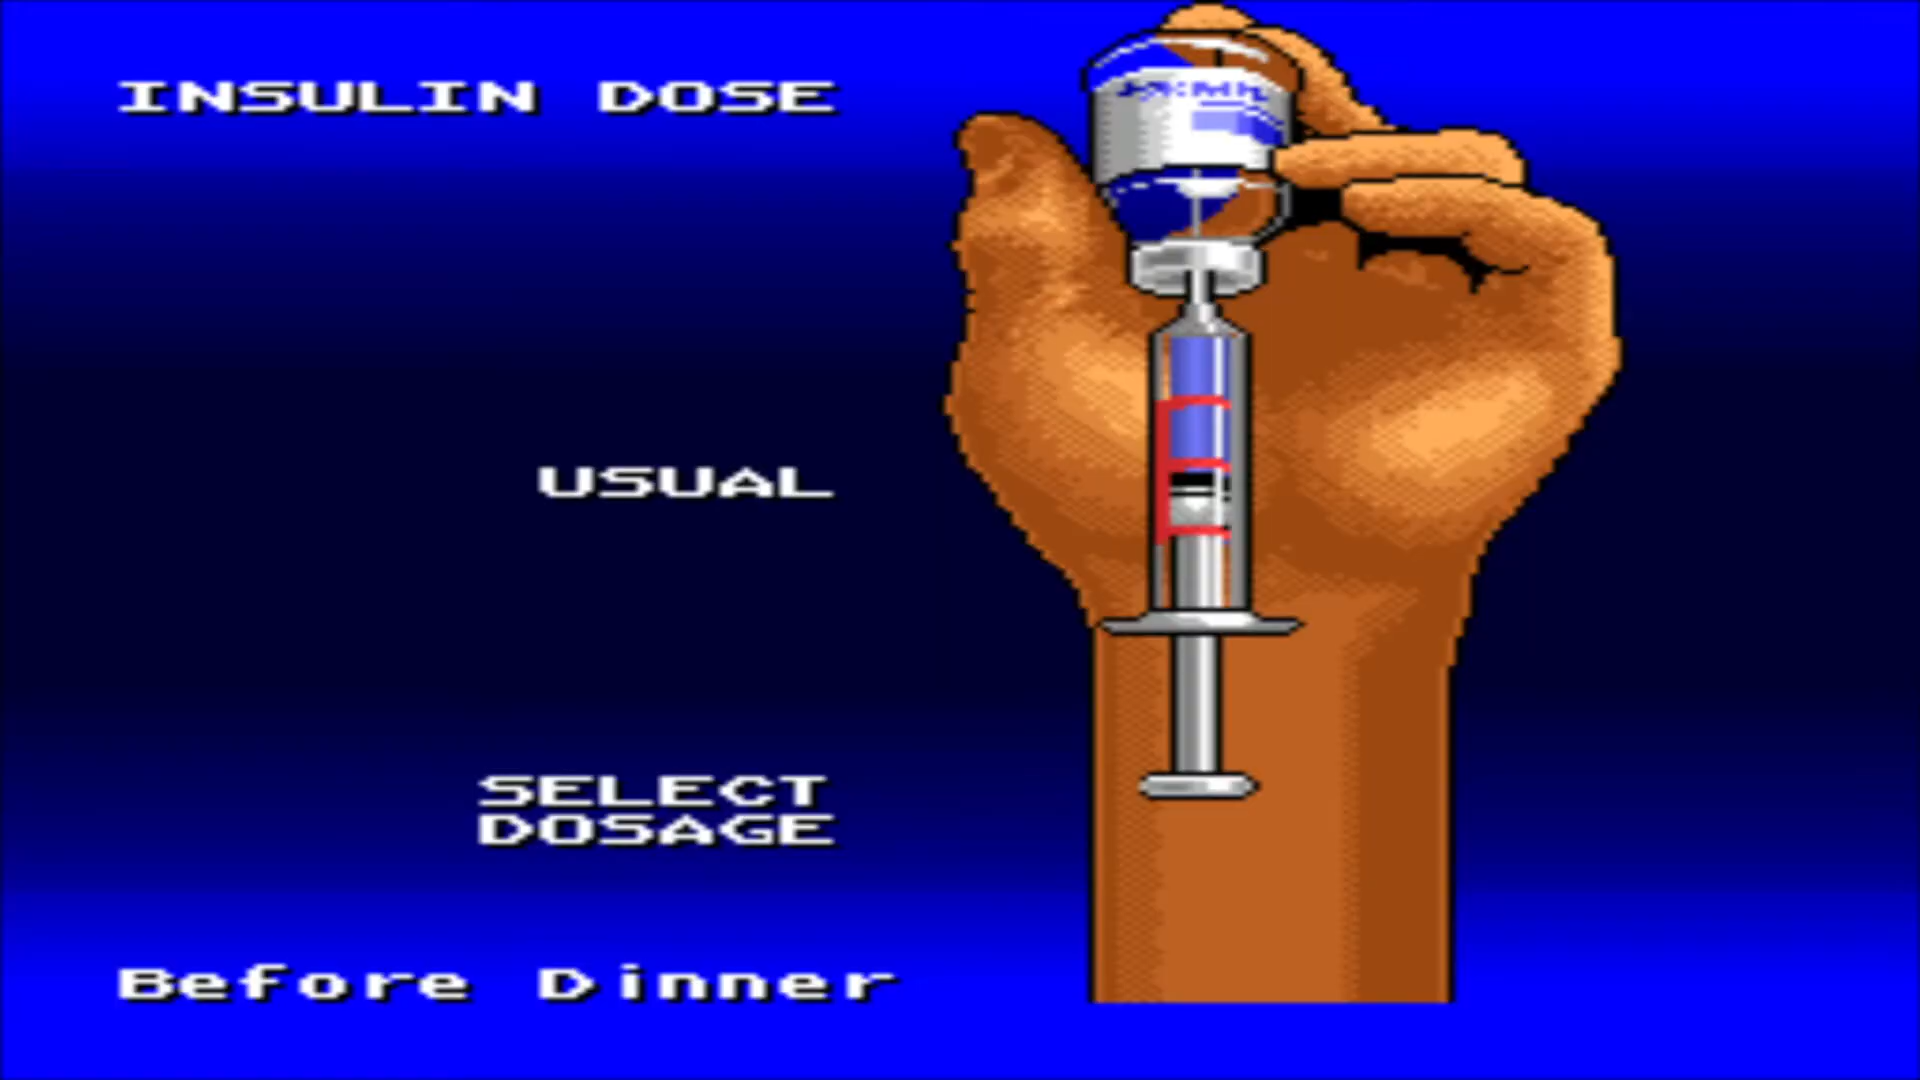 INSULIN DOSE
USUAL
SELECT
DOSAGE
Before Dinner